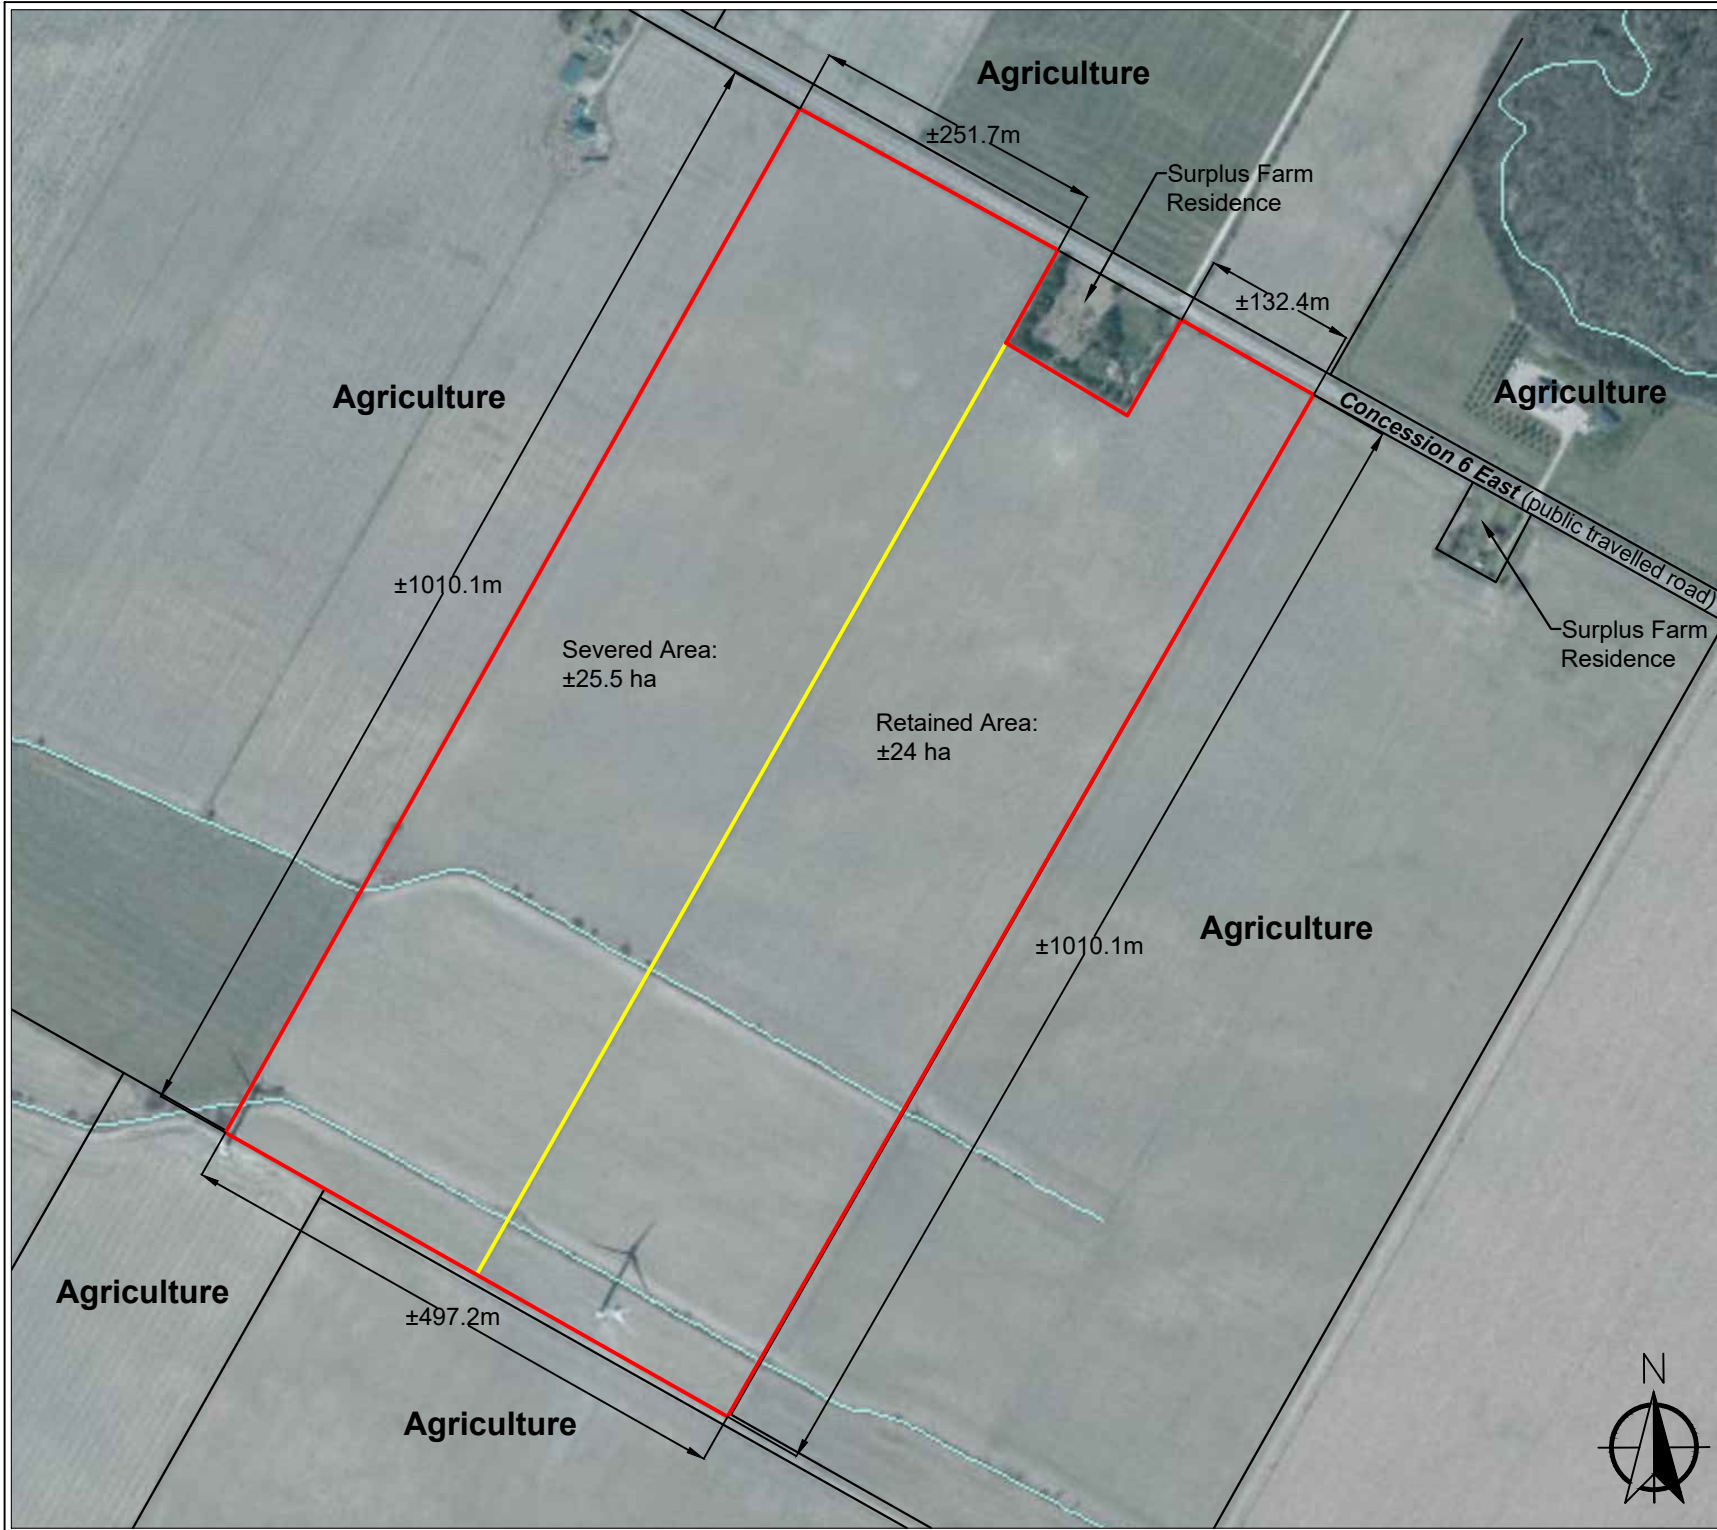 Agriculture
±251.7m
Surplus Farm
Residence
±132.4m
Agriculture
Agriculture
Concession 6 East (public travelled road)
±1010.1m
Surplus Farm
Residence
Severed Area:
±25.5 ha
Retained Area:
±24 ha
Agriculture
±1010.1m
Agriculture
±497.2m
Agriculture
N